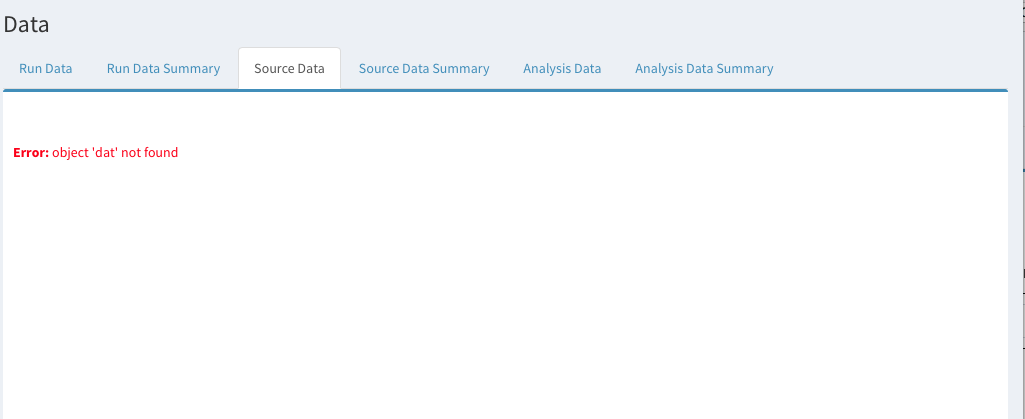 Data
Run Data Run Data Summary Source Data Source Data Summary Analysis Data Analysis Data Summary
Error: object 'dat' not found